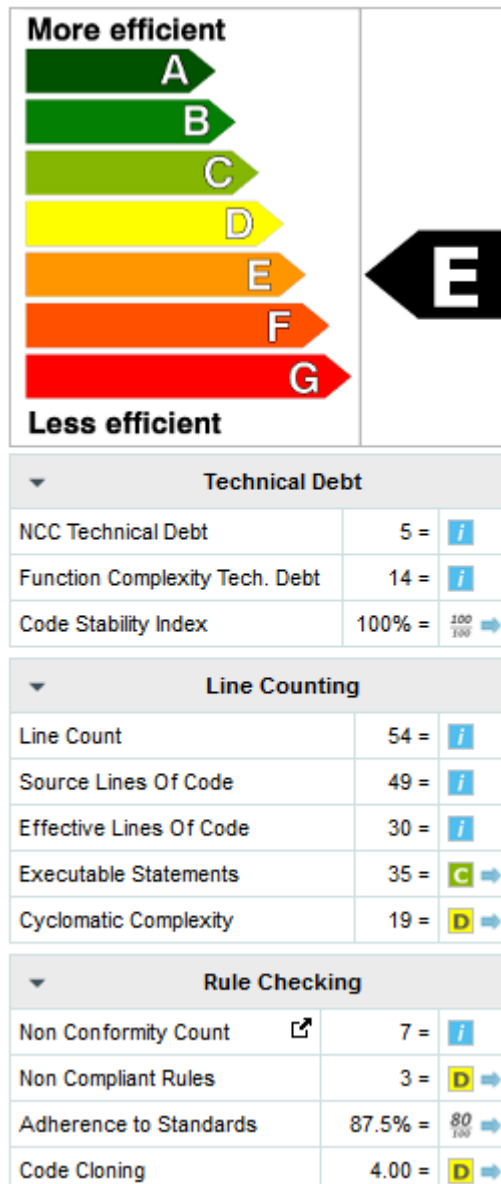 More efficient
A
B
C
D
E
E
F
G
Less efficient
Technical Debt
NCC Technical Debt 5 = i
Function Complexity Tech. Debt 14 = i
Code Stability Index 100% = 100/100
Line Counting
Line Count 54 = i
Source Lines Of Code 49 = i
Effective Lines Of Code 30 = i
Executable Statements 35 = C
Cyclomatic Complexity 19 = D
Rule Checking
Non Conformity Count 7 = i
Non Compliant Rules 3 = D
Adherence to Standards 87.5% = 80/100
Code Cloning 4.00 = D